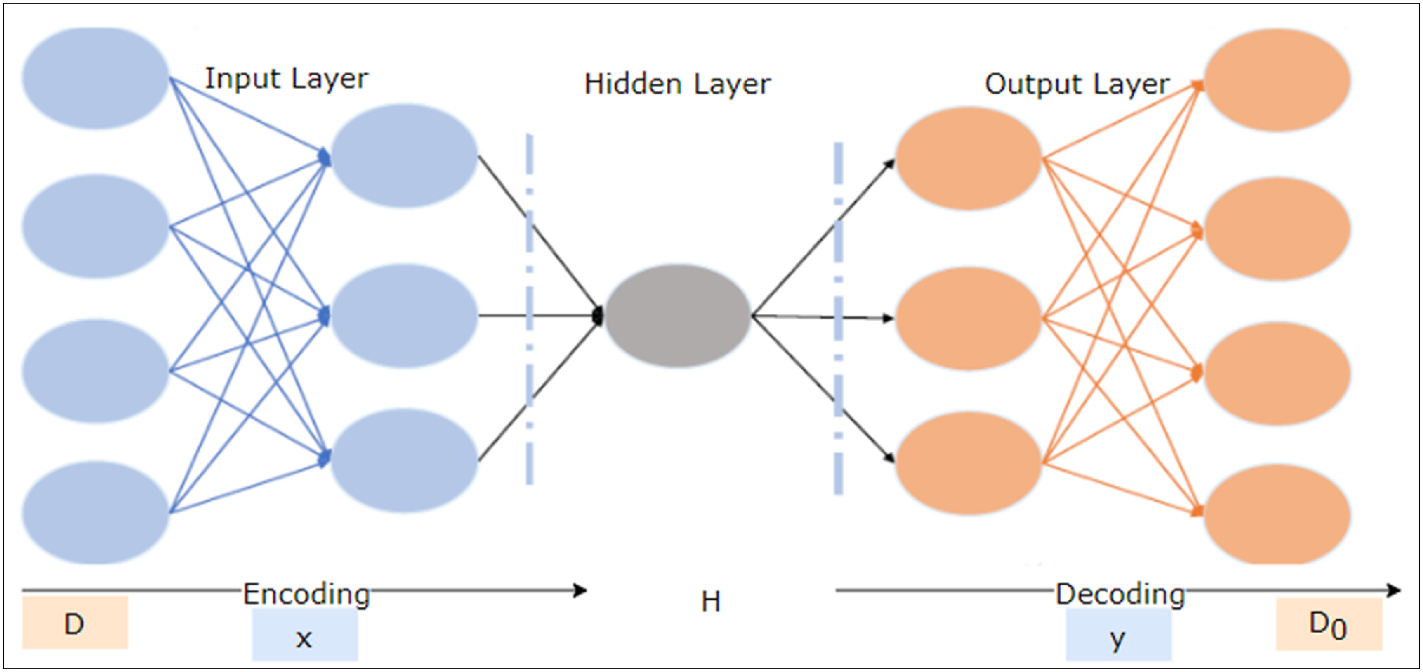 Input Layer
Hidden Layer
Output Layer
Encoding
Decoding
D
x
H
y
D0